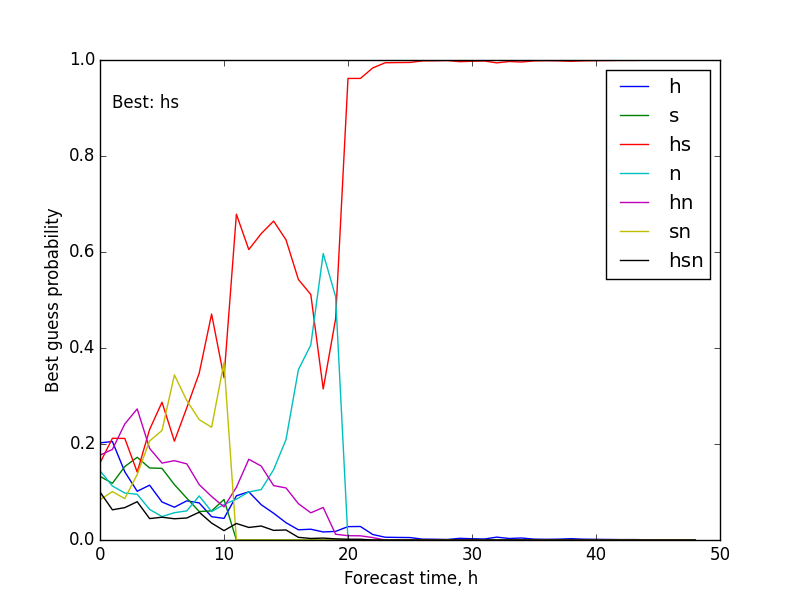 Best: hs
h
s
hs
n
hn
sn
hsn
1.0
0.8
0.6
0.4
0.2
0.0
Best guess probability
0
10
20
30
40
50
Forecast time, h